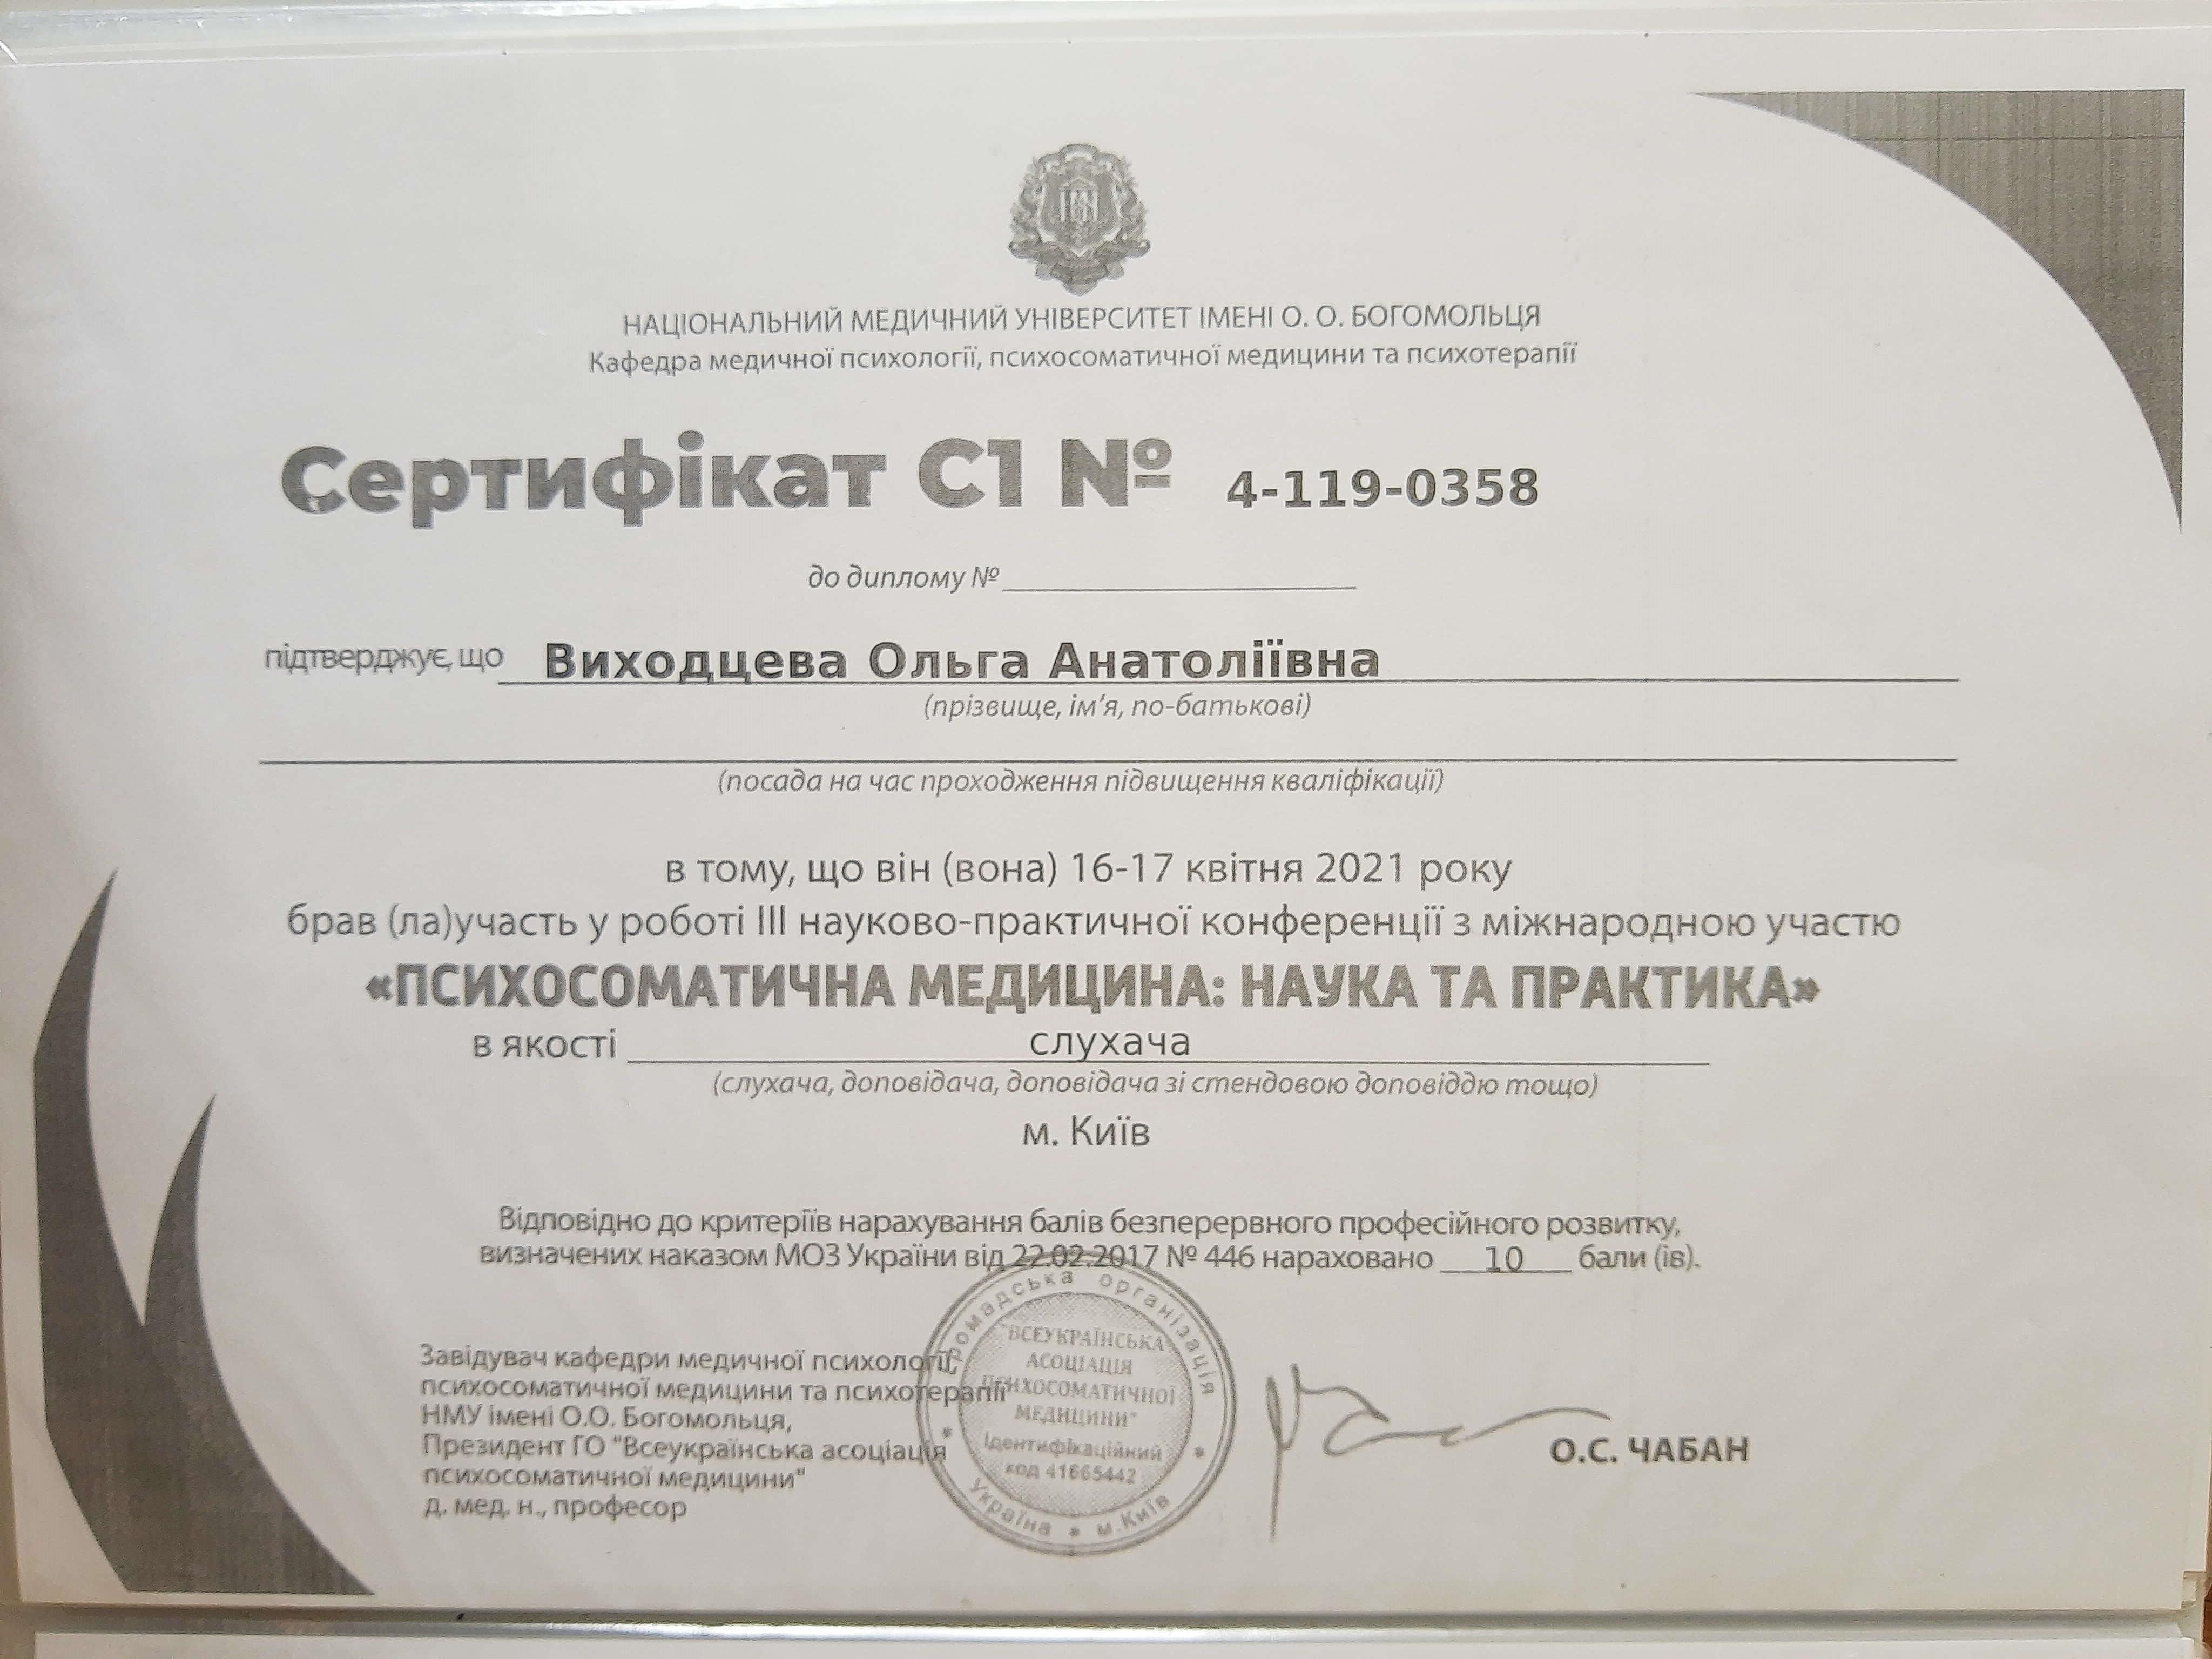 НАЦІОНАЛЬНИЙ МЕДИЧНИЙ УНІВЕРСИТЕТ ІМЕНІ О. О. БОГОМОЛЬЦЯ
Кафедра медичної психології, психосоматичної медицини та психотерапії
Сертифікат С1 № 4-119-0358
до диплому №
підтверджує, що Виходцева Ольга Анатоліївна
(прізвище, ім’я, по-батькові)
(посада на час проходження підвищення кваліфікації)
в тому, що він (вона) 16-17 квітня 2021 року
брав (ла)участь у роботі III науково-практичної конференції з міжнародною участю
«ПСИХОСОМАТИЧНА МЕДИЦИНА: НАУКА ТА ПРАКТИКА»
в якості слухача
(слухача, доповідача, доповідача зі стендовою доповіддю тощо)
м. Київ
Відповідно до критеріїв нарахування балів безперервного професійного розвитку,
визначених наказом МОЗ України від 22.02.2017 № 446 нараховано 10 бали (ів).
Завідувач кафедри медичної психології,
психосоматичної медицини та психотерапії
НМУ імені О.О. Богомольця,
Президент ГО "Всеукраїнська асоціація
психосоматичної медицини"
д. мед. н., професор
Громадська організація
"ВСЕУКРАЇНСЬКА
АСОЦІАЦІЯ
ПСИХОСОМАТИЧНОЇ
МЕДИЦИНИ"
Ідентифікаційний
код 41665442
Україна * м.Київ
О.С. ЧАБАН